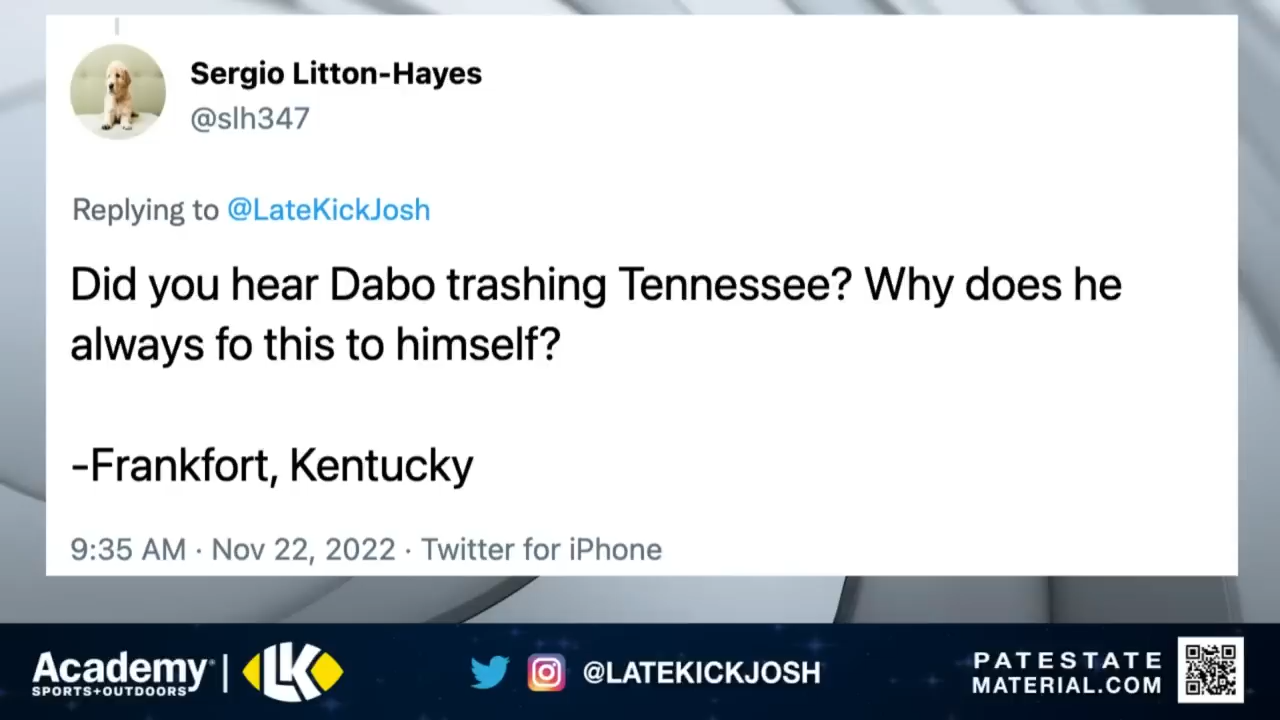 Sergio Litton-Hayes
@slh347
Replying to @LateKickJosh
Did you hear Dabo trashing Tennessee? Why does he
always fo this to himself?
-Frankfort, Kentucky
9:35 AM · Nov 22, 2022 · Twitter for iPhone
Academy
SPORTS+OUTDOORS
LK
@LATEKICKJOSH
PATESTATE
MATERIAL.COM